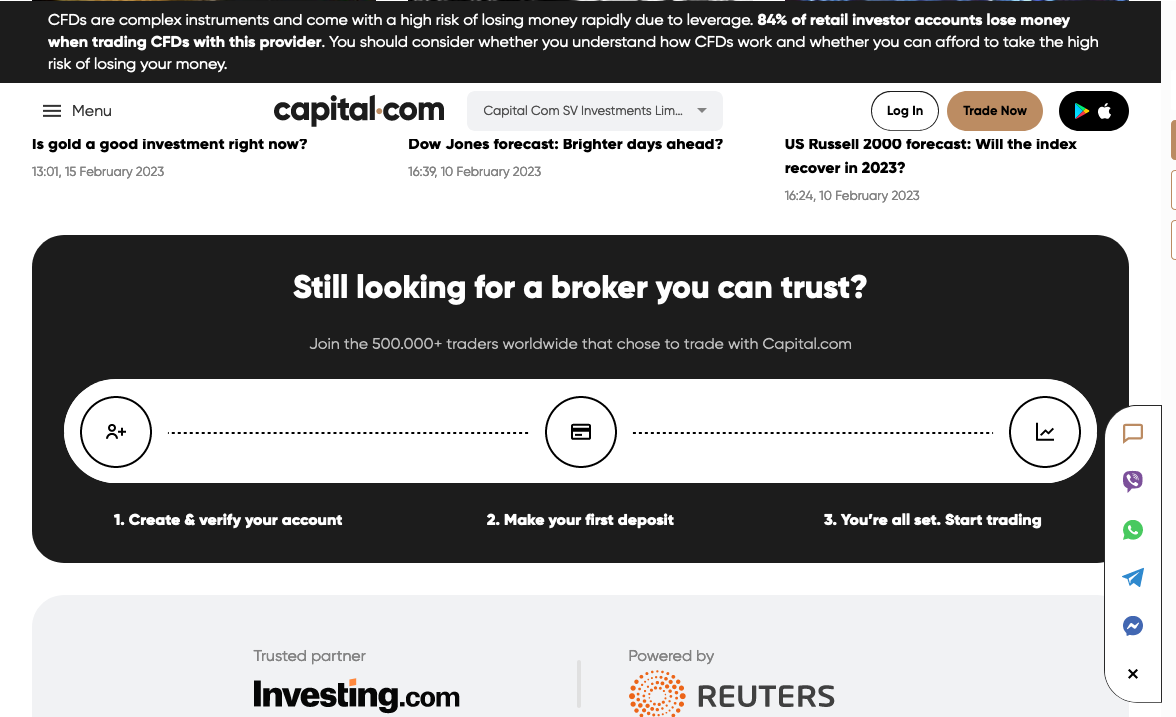 CFDs are complex instruments and come with a high risk of losing money rapidly due to leverage. 84% of retail investor accounts lose money
when trading CFDs with this provider. You should consider whether you understand how CFDs work and whether you can afford to take the high
risk of losing your money.
Menu
capital.com
Capital Com SV Investments Lim...
Log In
Trade Now
Is gold a good investment right now?
13:01, 15 February 2023
Dow Jones forecast: Brighter days ahead?
16:39, 10 February 2023
US Russell 2000 forecast: Will the index
recover in 2023?
16:24, 10 February 2023
Still looking for a broker you can trust?
Join the 500.000+ traders worldwide that chose to trade with Capital.com
1. Create & verify your account
2. Make your first deposit
3. You’re all set. Start trading
Trusted partner
Investing.com
Powered by
REUTERS